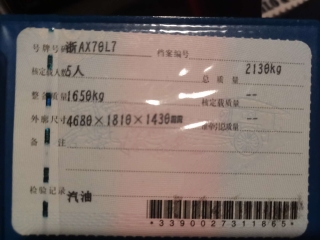 号牌号码 浙AX70L7 档案编号
核定载人数 5人 总质量 2130kg
整备质量 1650kg 核定载质量 --
外廓尺寸 4680×1810×1430mm 准牵引总质量 --
备注
检验记录 汽油
*3390027311865*